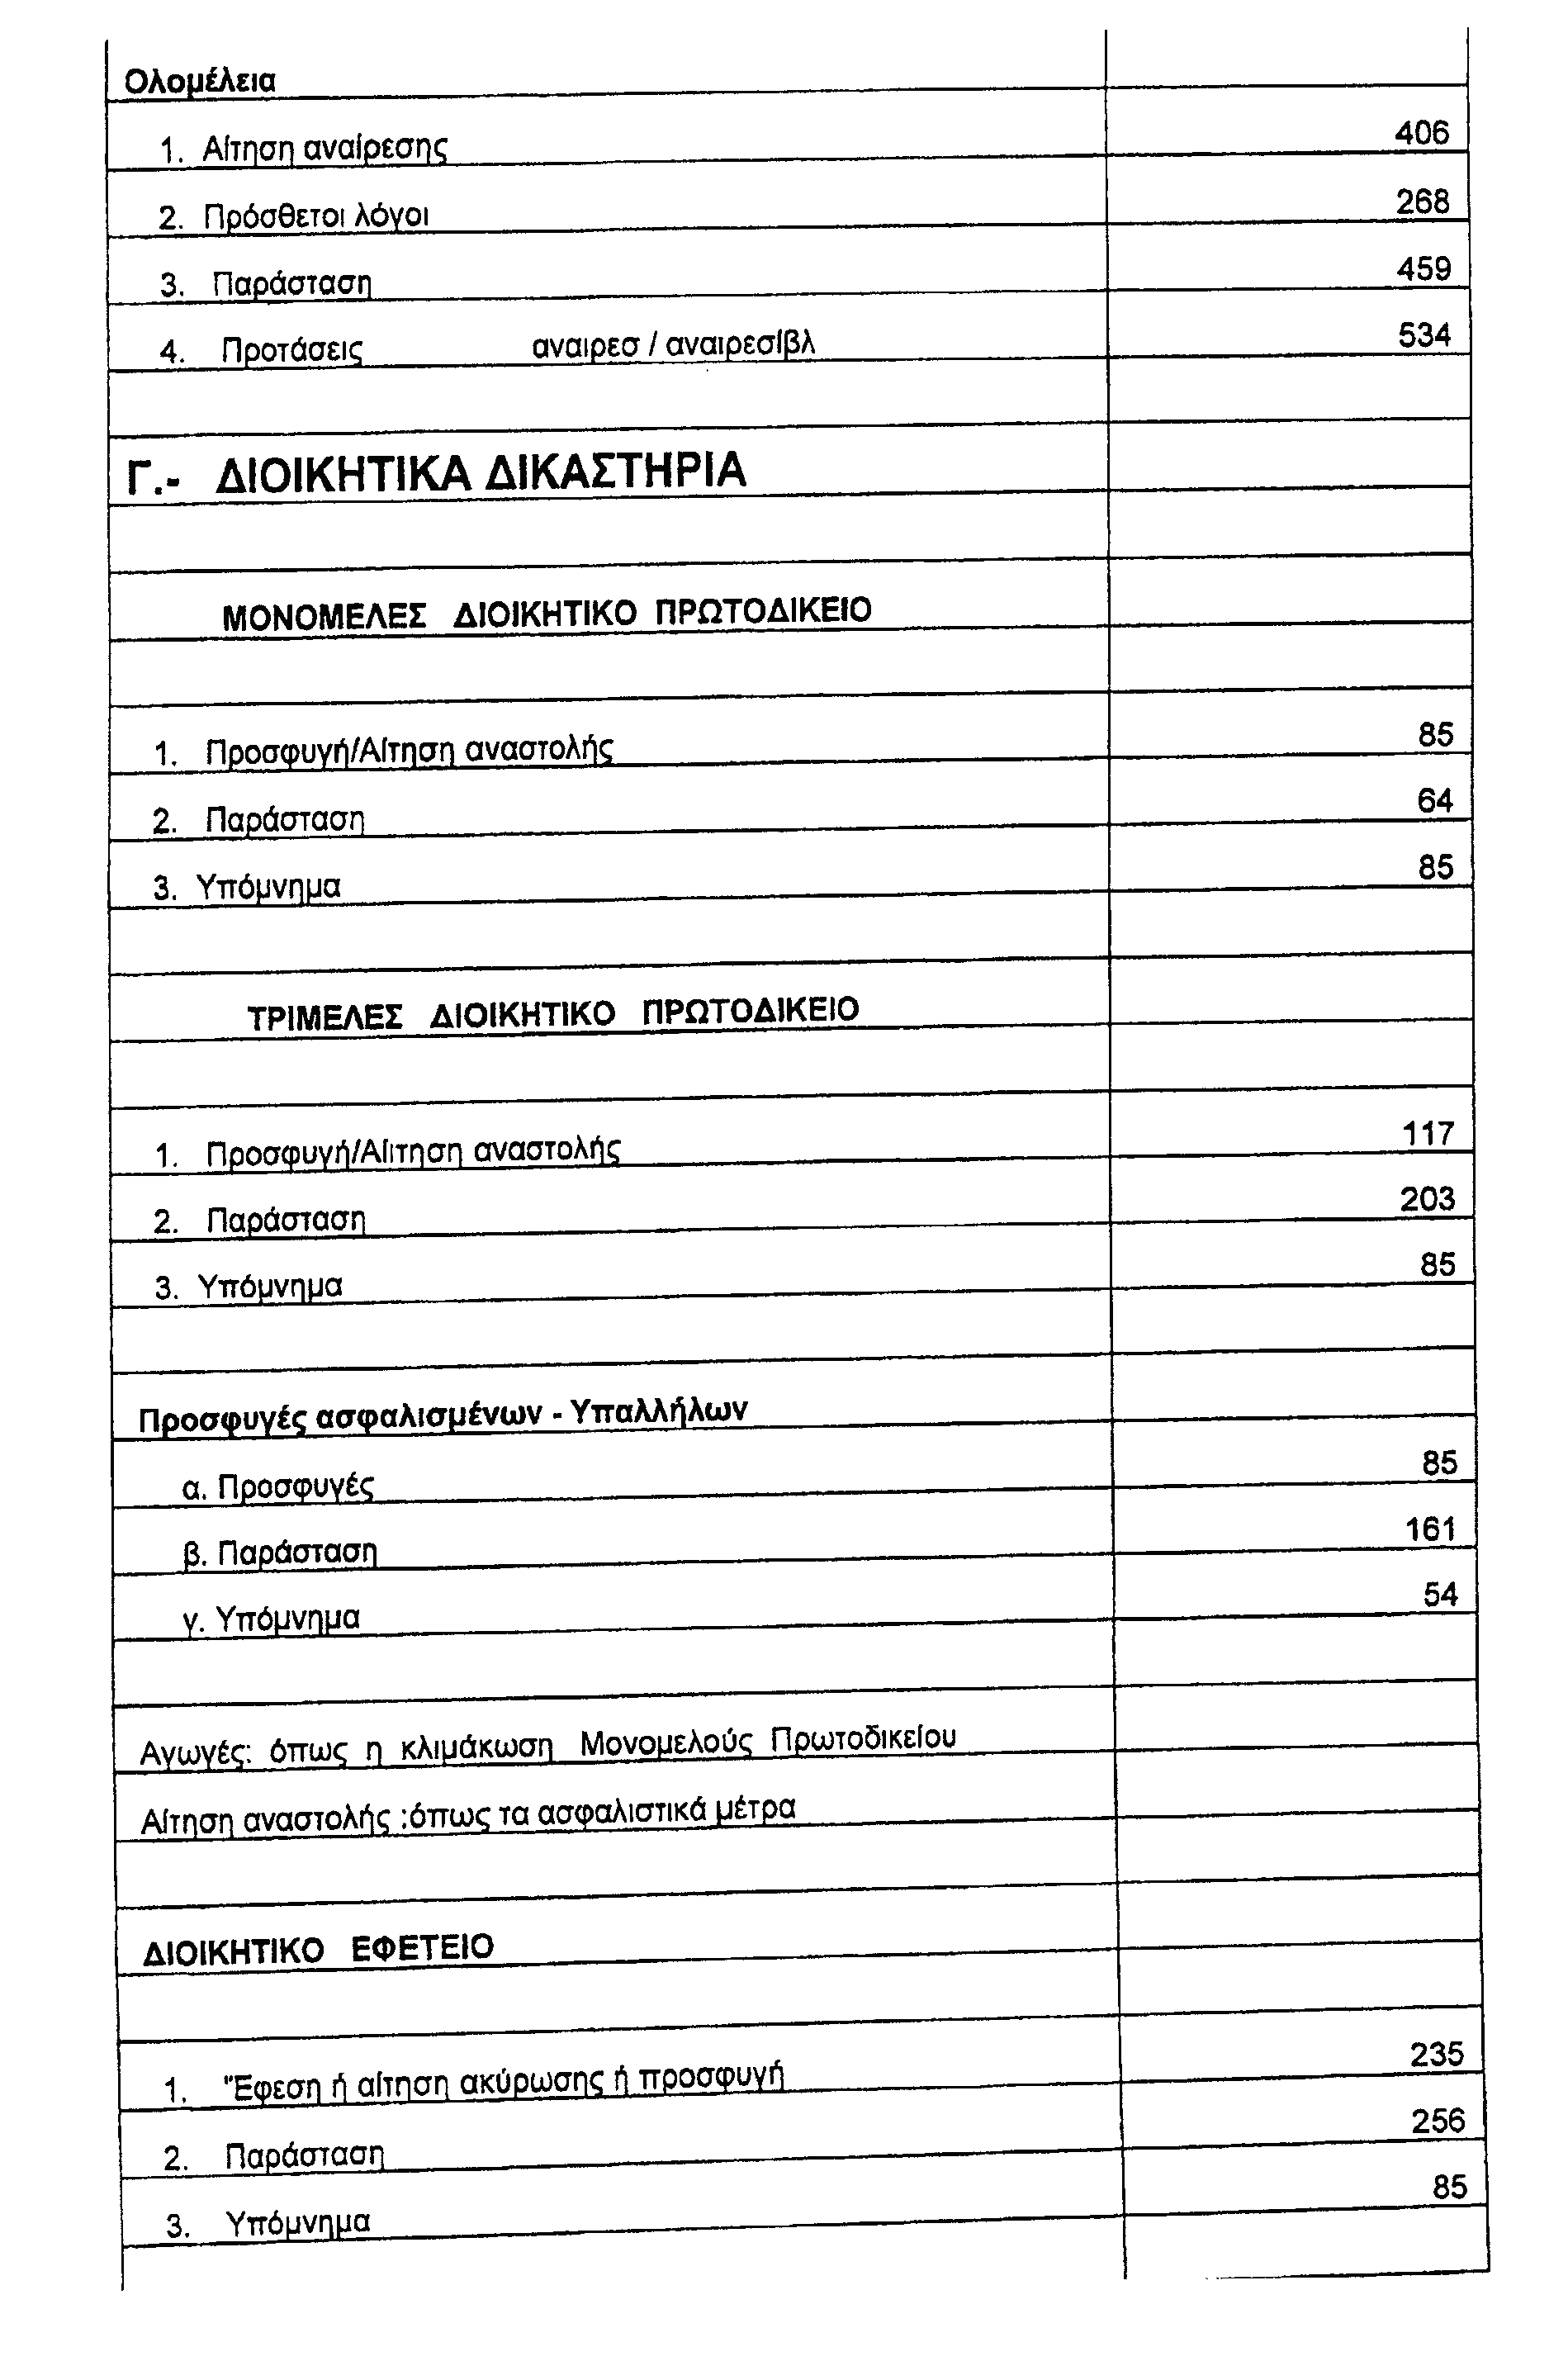 Ολομέλεια
1. Αίτηση αναίρεσης 406
2. Πρόσθετοι λόγοι 268
3. Παράσταση 459
4. Προτάσεις αναιρεσ / αναιρεσίβλ 534
Γ.- ΔΙΟΙΚΗΤΙΚΑ ΔΙΚΑΣΤΗΡΙΑ
ΜΟΝΟΜΕΛΕΣ ΔΙΟΙΚΗΤΙΚΟ ΠΡΩΤΟΔΙΚΕΙΟ
1. Προσφυγή/Αίτηση αναστολής 85
2. Παράσταση 64
3. Υπόμνημα 85
ΤΡΙΜΕΛΕΣ ΔΙΟΙΚΗΤΙΚΟ ΠΡΩΤΟΔΙΚΕΙΟ
1. Προσφυγή/Αίιτηση αναστολής 117
2. Παράσταση 203
3. Υπόμνημα 85
Προσφυγές ασφαλισμένων - Υπαλλήλων
α. Προσφυγές 85
β. Παράσταση 161
γ. Υπόμνημα 54
Αγωγές: όπως η κλιμάκωση Μονομελούς Πρωτοδικείου
Αίτηση αναστολής :όπως τα ασφαλιστικά μέτρα
ΔΙΟΙΚΗΤΙΚΟ ΕΦΕΤΕΙΟ
1. "Εφεση ή αίτηση ακύρωσης ή προσφυγή 235
2. Παράσταση 256
3. Υπόμνημα 85